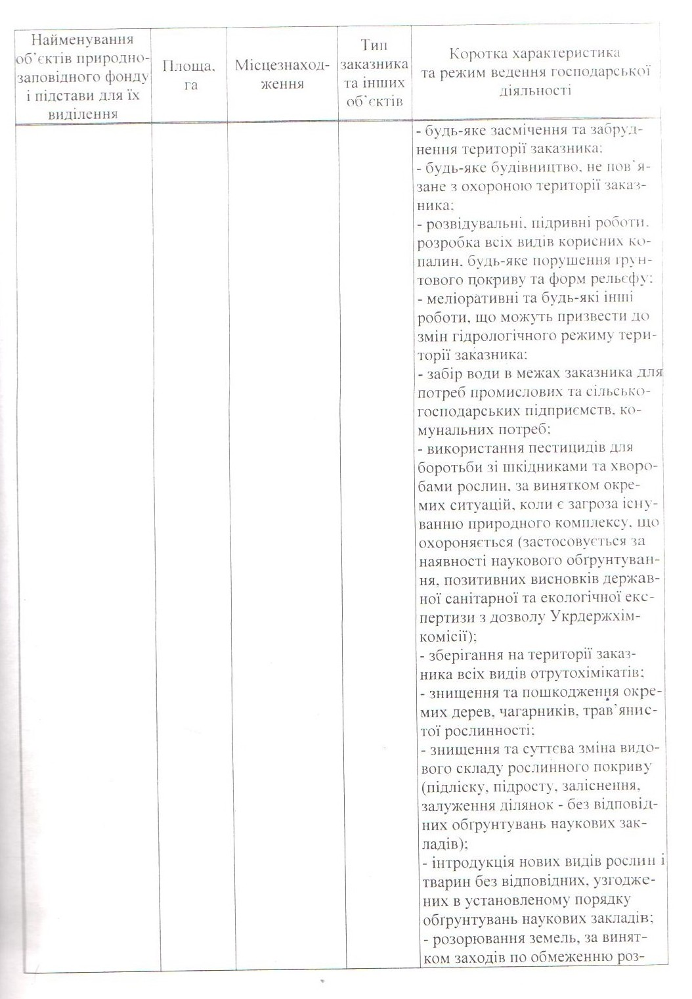 Найменування
об'єктів природно-
заповідного фонду
і підстави для їх
виділення
Площа,
га
Місцезнаход-
ження
Тип
заказника
та інших
об'єктів
Коротка характеристика
та режим ведення господарської
діяльності
- будь-яке засмічення та забруд-
нення території заказника;
- будь-яке будівництво, не пов'я-
зане з охороною території заказ-
ника;
- розвідувальні, підривні роботи,
розробка всіх видів корисних ко-
палин, будь-яке порушення ґрун-
тового покриву та форм рельєфу;
- меліоративні та будь-які інші
роботи, що можуть призвести до
змін гідрологічного режиму тери-
торії заказника;
- забір води в межах заказника для
потреб промислових та сільсько-
господарських підприємств, ко-
мунальних потреб;
- використання пестицидів для
боротьби зі шкідниками та хворо-
бами рослин, за винятком окре-
мих ситуацій, коли є загроза існу-
ванню природного комплексу, що
охороняється (застосовується за
наявності наукового обґрунтуван-
ня, позитивних висновків держав-
ної санітарної та екологічної екс-
пертизи з дозволу Укрдержхім-
комісії);
- зберігання на території заказ-
ника всіх видів отрутохімікатів;
- знищення та пошкодження окре-
мих дерев, чагарників, трав'янис-
тої рослинності;
- знищення та суттєва зміна видо-
вого складу рослинного покриву
(підліску, підросту, заліснення,
залуження ділянок - без відповід-
них обґрунтувань наукових зак-
ладів);
- інтродукція нових видів рослин і
тварин без відповідних, узгодже-
них в установленому порядку
обґрунтувань наукових закладів;
- розорювання земель, за винят-
ком заходів по обмеженню роз-